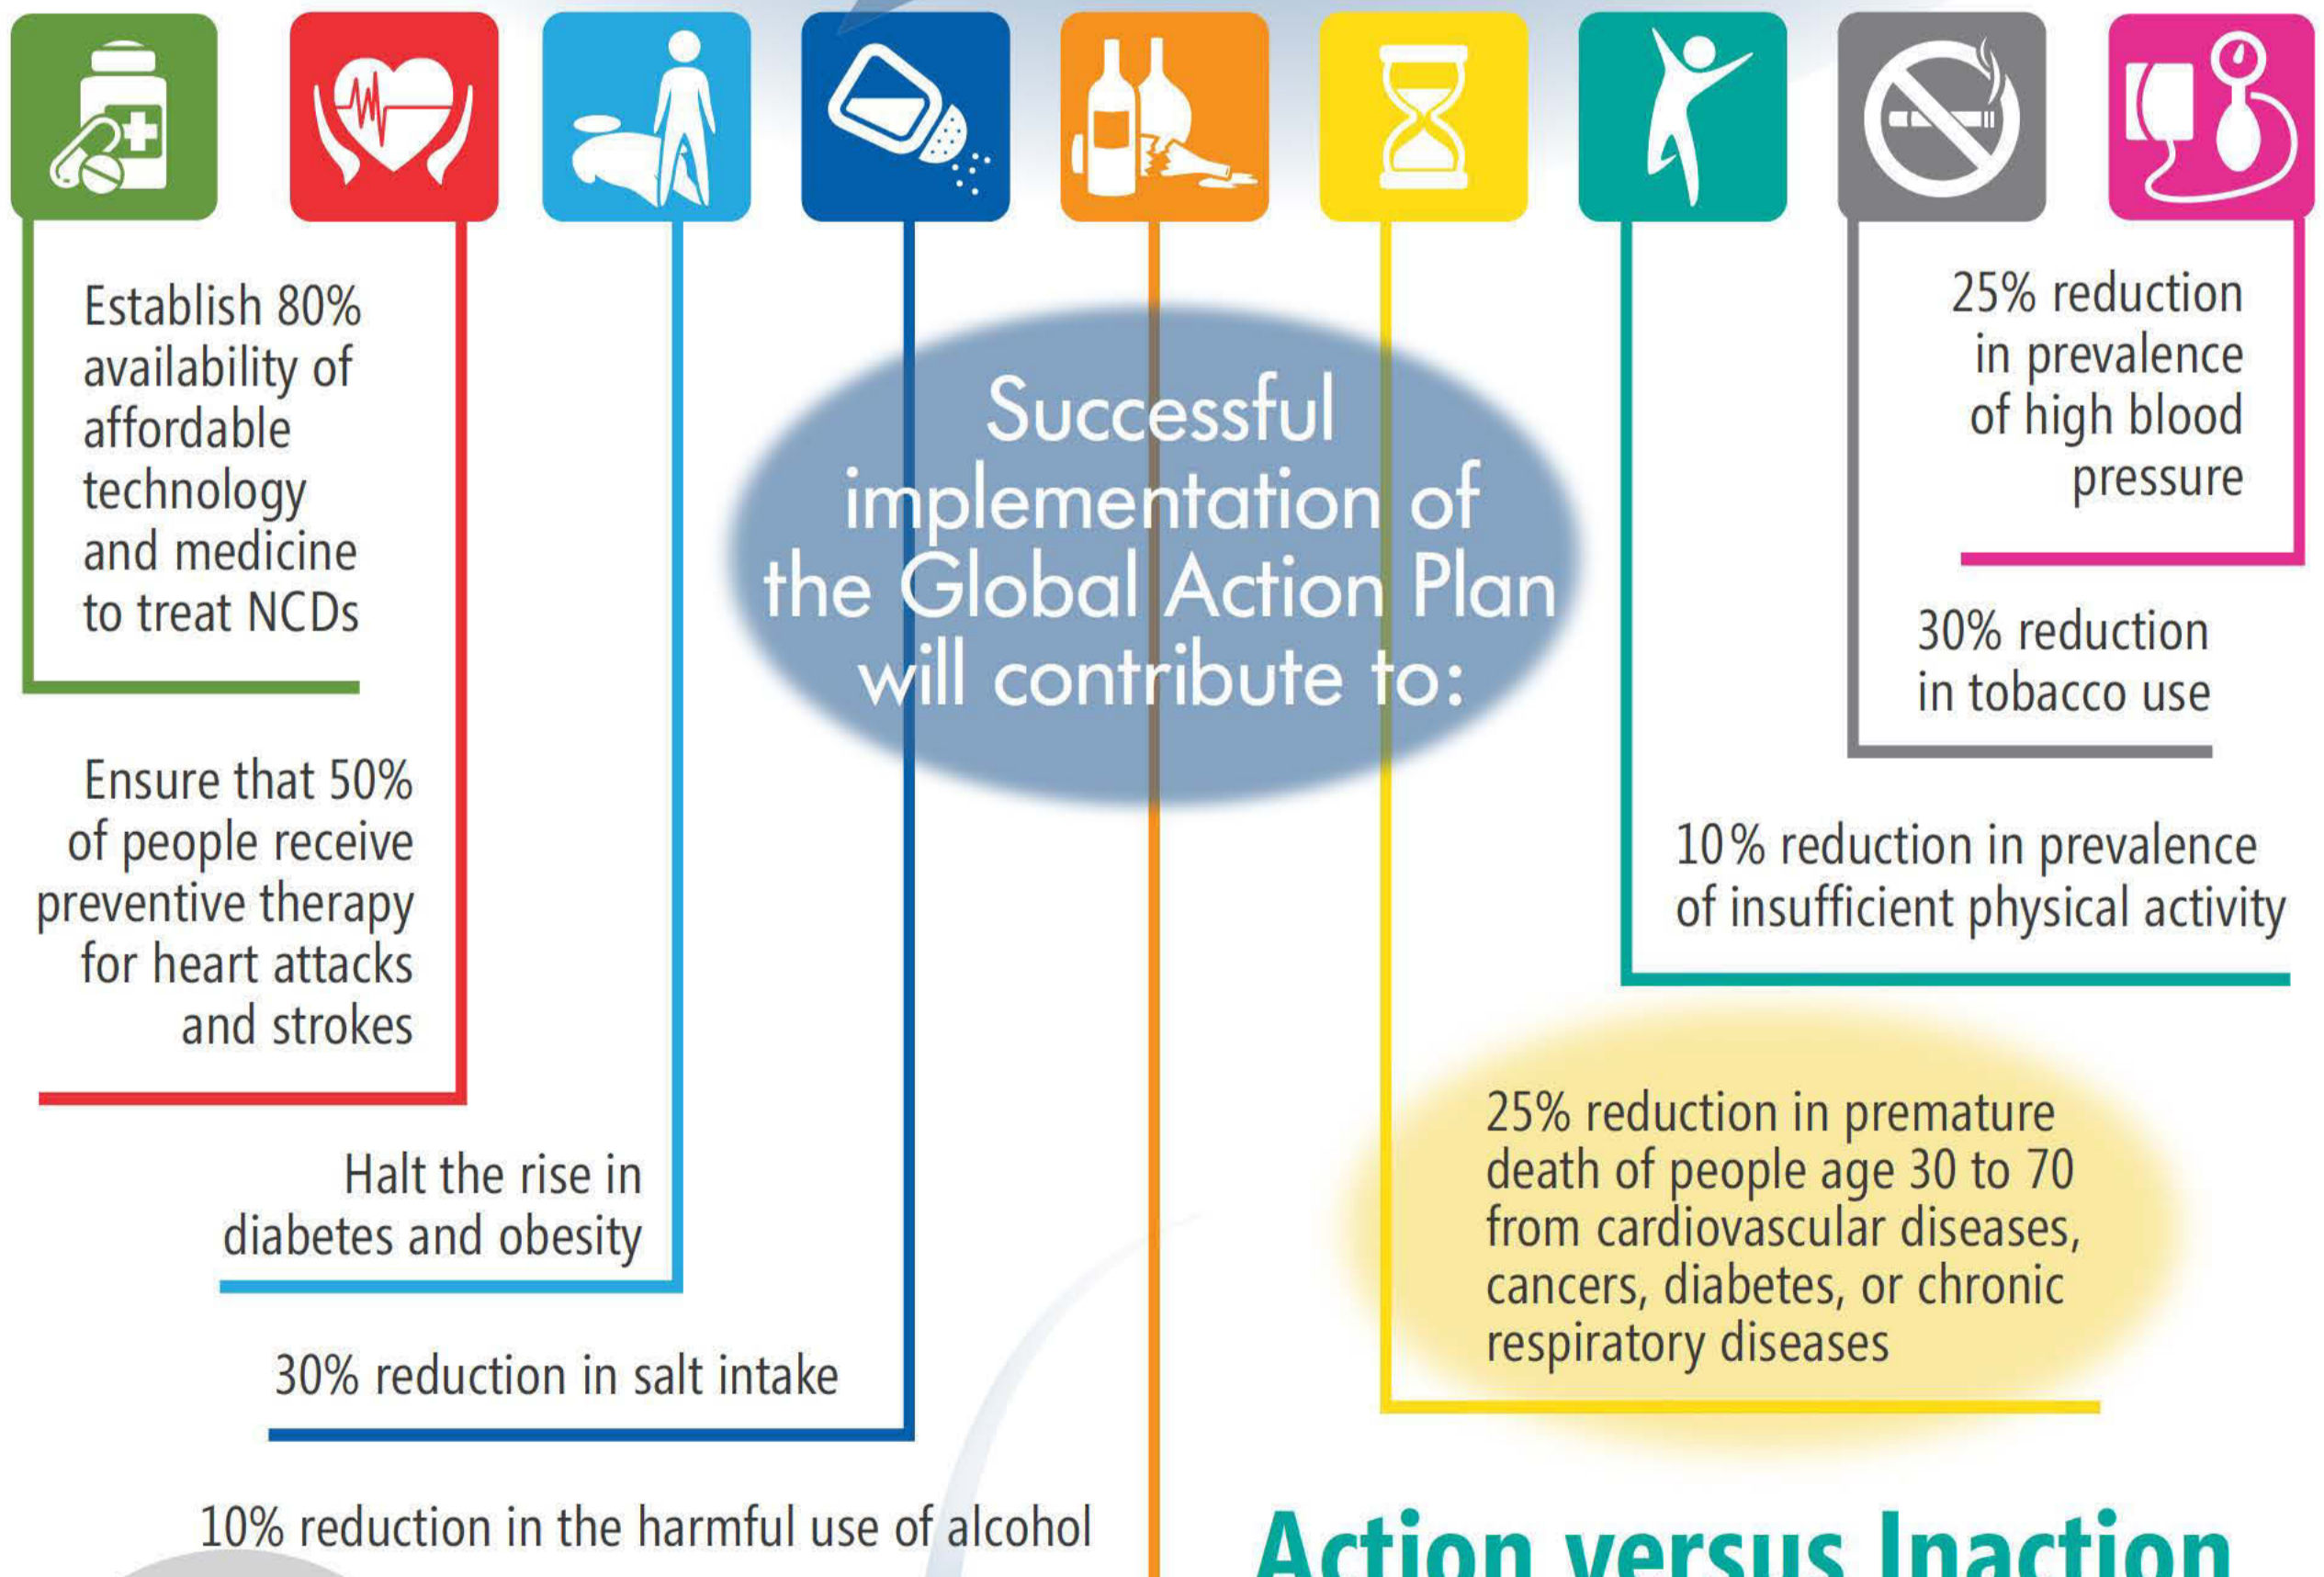 Successful
implementation of
the Global Action Plan
will contribute to:
Establish 80%
availability of
affordable
technology
and medicine
to treat NCDs
Ensure that 50%
of people receive
preventive therapy
for heart attacks
and strokes
Halt the rise in
diabetes and obesity
30% reduction in salt intake
10% reduction in the harmful use of alcohol
25% reduction
in prevalence
of high blood
pressure
30% reduction
in tobacco use
10% reduction in prevalence
of insufficient physical activity
25% reduction in premature
death of people age 30 to 70
from cardiovascular diseases,
cancers, diabetes, or chronic
respiratory diseases
Action versus Inaction